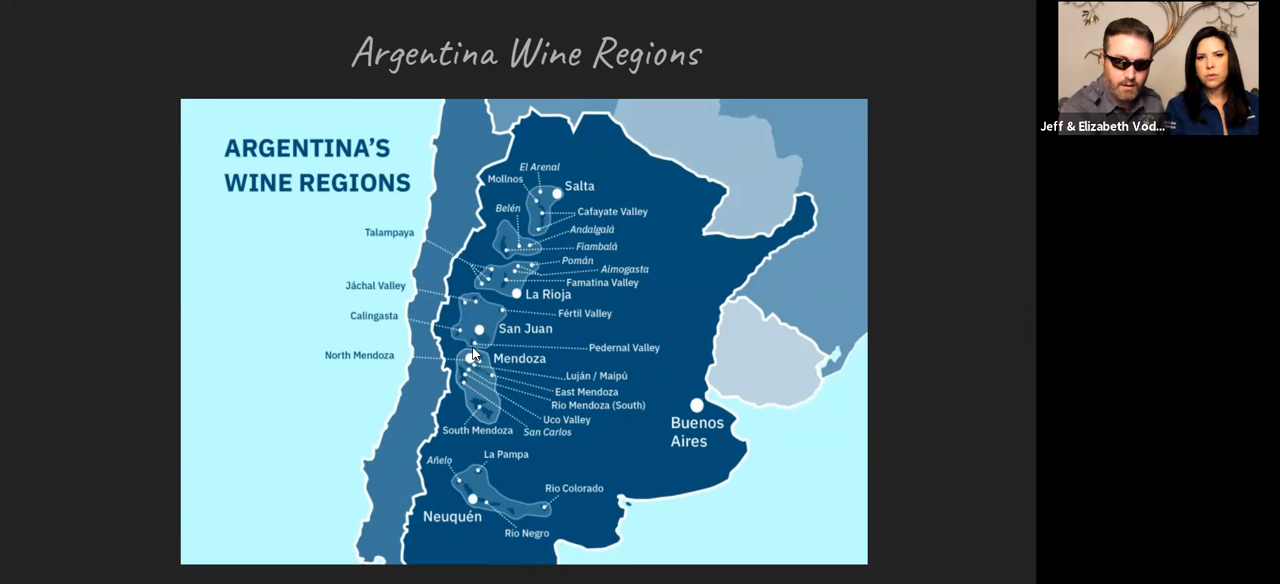 Argentina Wine Regions
ARGENTINA'S
WINE REGIONS
El Arenal
Mollnos
Salta
Belén
Cafayate Valley
Andalgalá
Talampaya
Fiambalá
Pomán
Aimogasta
Famatina Valley
Jáchal Valley
La Rioja
Fértil Valley
Calingasta
San Juan
Pedernal Valley
North Mendoza
Mendoza
Luján / Maipú
East Mendoza
Rio Mendoza (South)
Uco Valley
South Mendoza
San Carlos
Buenos
Aires
La Pampa
Añelo
Rio Colorado
Neuquén
Rio Negro
Jeff & Elizabeth Vod...